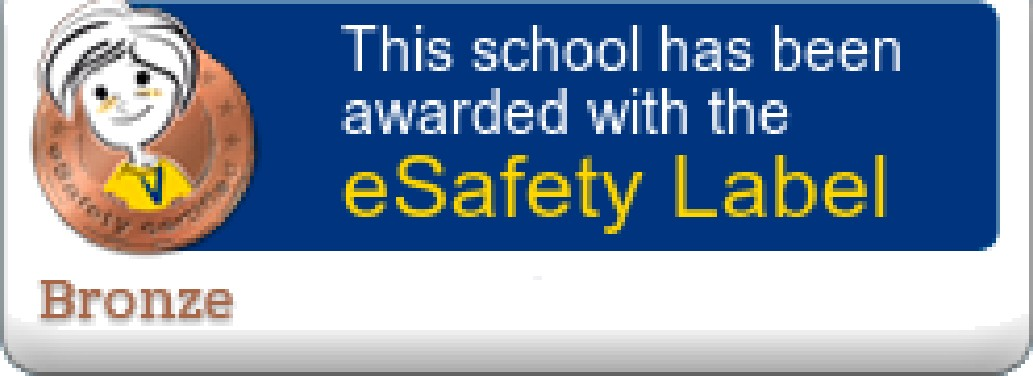 This school has been
awarded with the
eSafety Label
Bronze